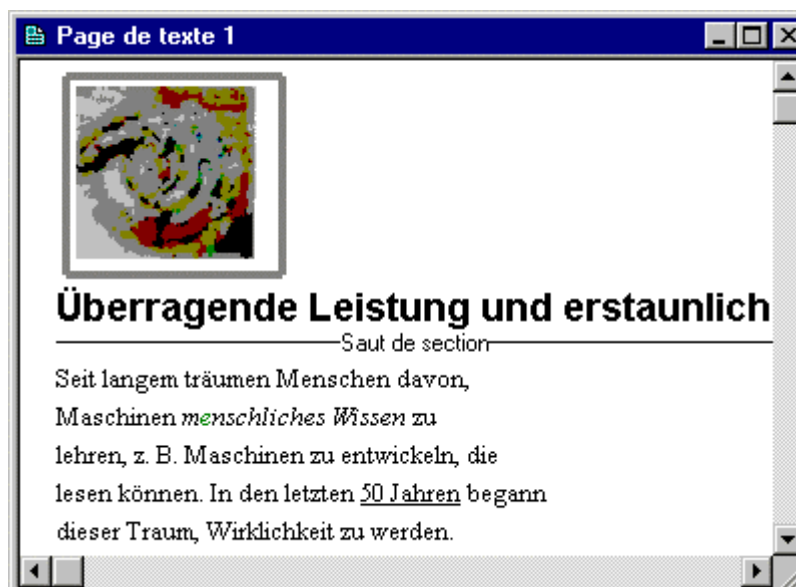 Page de texte 1
Überragende Leistung und erstaunlich
Saut de section
Seit langem träumen Menschen davon,
Maschinen menschliches Wissen zu
lehren, z. B. Maschinen zu entwickeln, die
lesen können. In den letzten 50 Jahren begann
dieser Traum, Wirklichkeit zu werden.